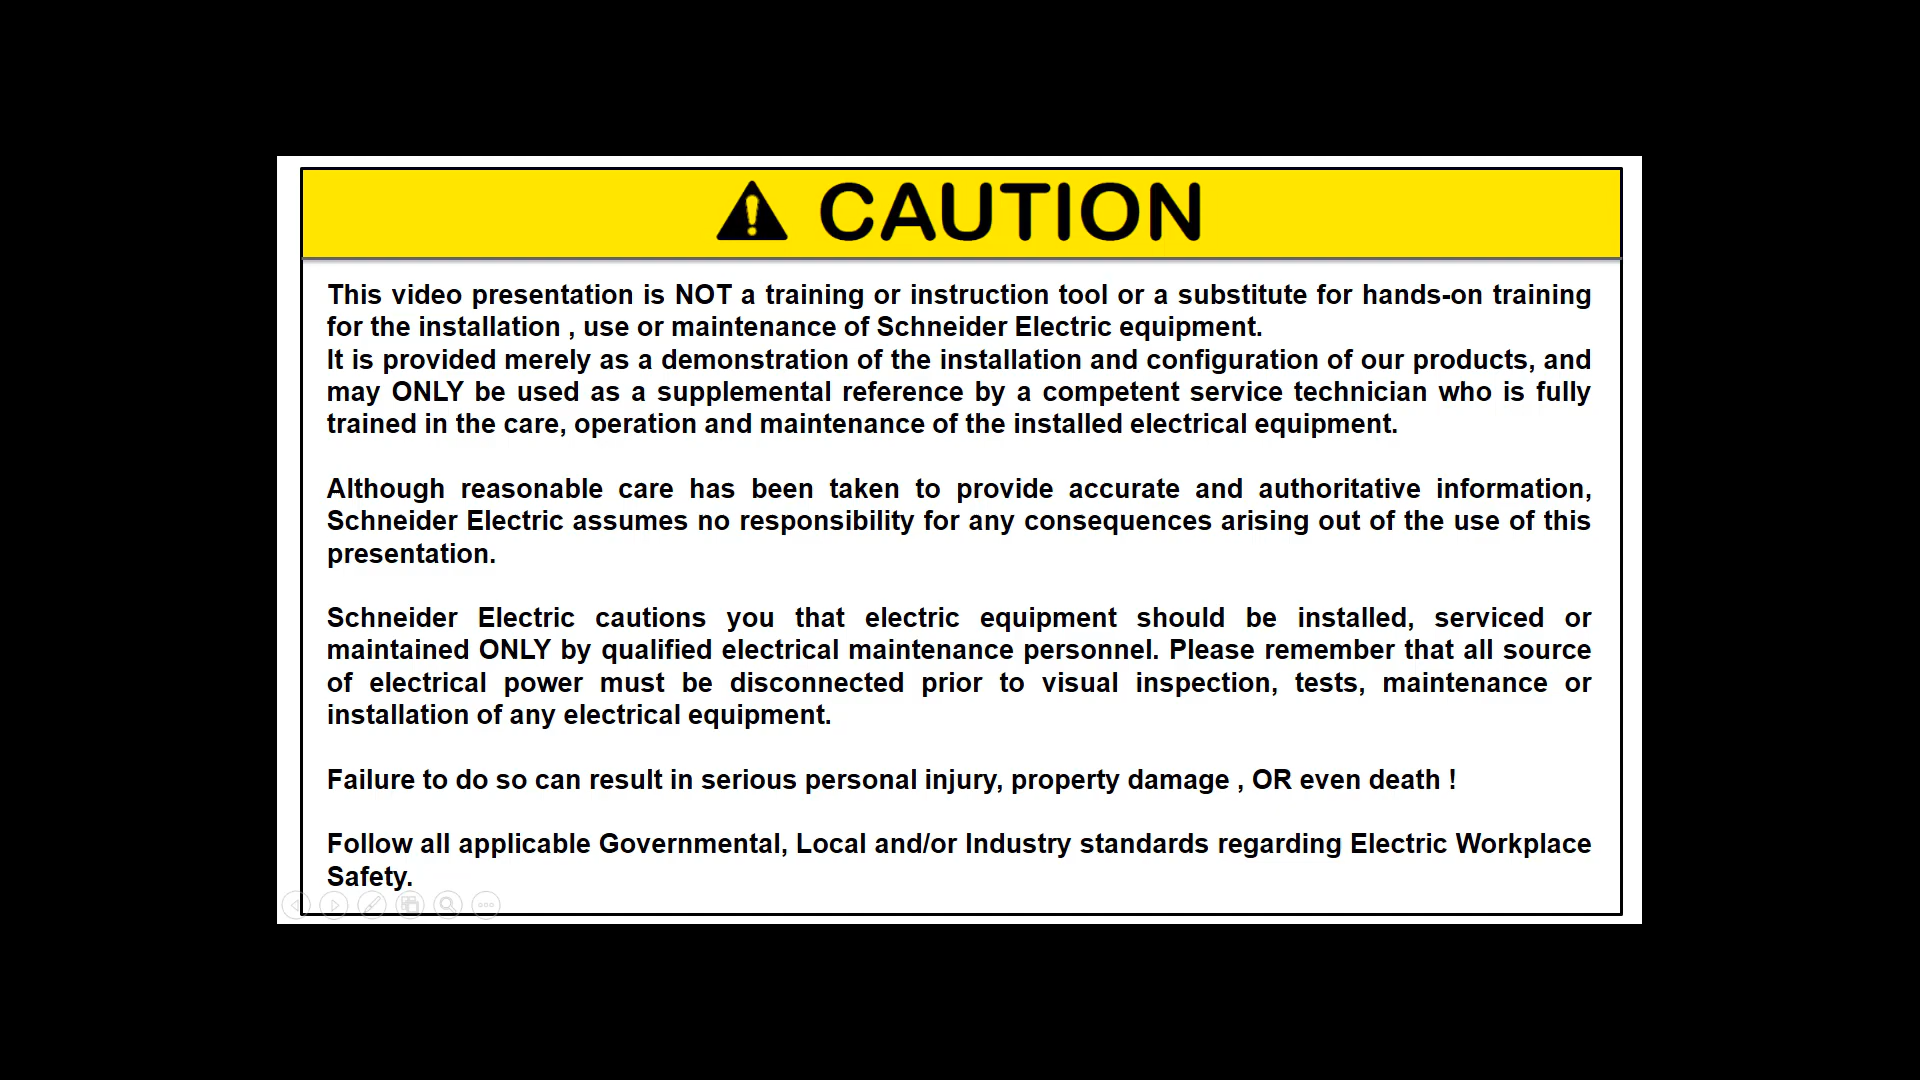 CAUTION
This video presentation is NOT a training or instruction tool or a substitute for hands-on training
for the installation , use or maintenance of Schneider Electric equipment.
It is provided merely as a demonstration of the installation and configuration of our products, and
may ONLY be used as a supplemental reference by a competent service technician who is fully
trained in the care, operation and maintenance of the installed electrical equipment.
Although reasonable care has been taken to provide accurate and authoritative information,
Schneider Electric assumes no responsibility for any consequences arising out of the use of this
presentation.
Schneider Electric cautions you that electric equipment should be installed, serviced or
maintained ONLY by qualified electrical maintenance personnel. Please remember that all source
of electrical power must be disconnected prior to visual inspection, tests, maintenance or
installation of any electrical equipment.
Failure to do so can result in serious personal injury, property damage , OR even death !
Follow all applicable Governmental, Local and/or Industry standards regarding Electric Workplace
Safety.